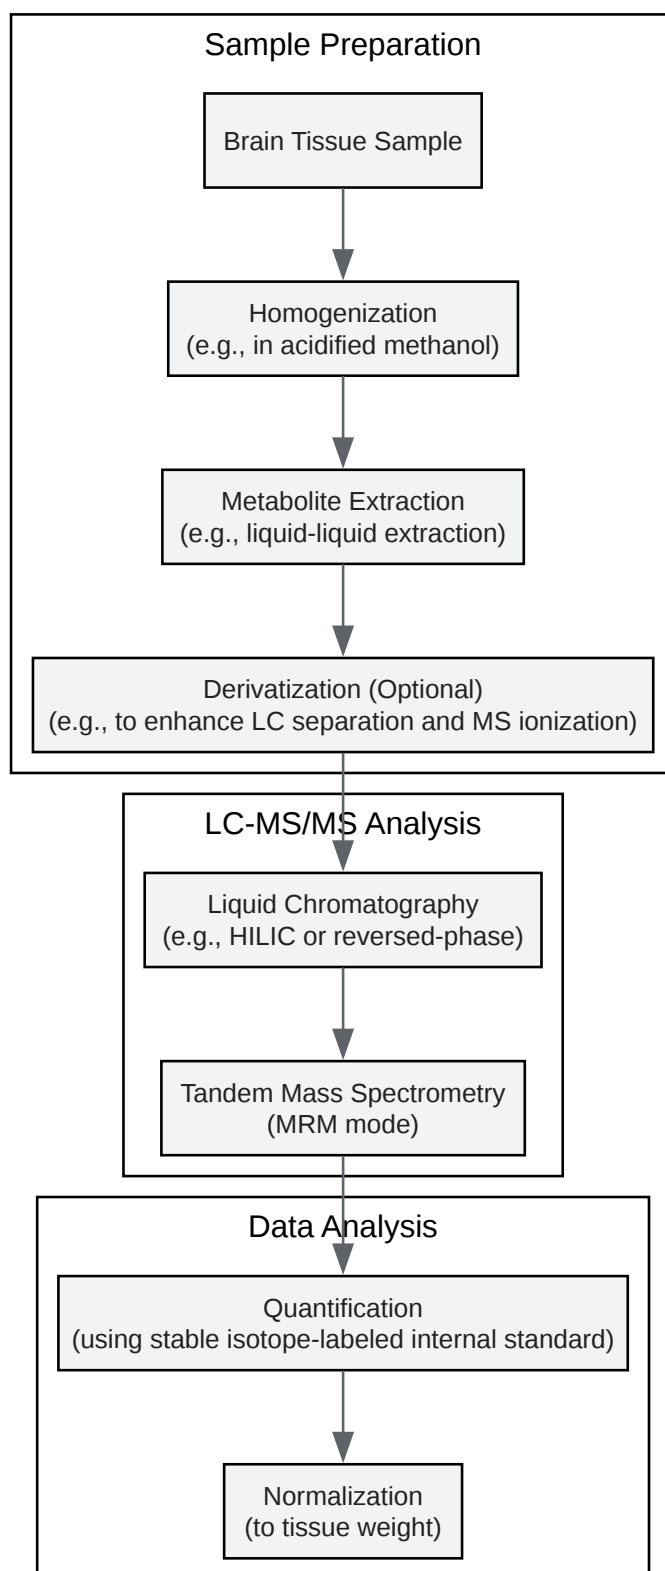 Sample Preparation
Brain Tissue Sample
Homogenization
(e.g., in acidified methanol)
Metabolite Extraction
(e.g., liquid-liquid extraction)
Derivatization (Optional)
(e.g., to enhance LC separation and MS ionization)
LC-MS/MS Analysis
Liquid Chromatography
(e.g., HILIC or reversed-phase)
Tandem Mass Spectrometry
(MRM mode)
Data Analysis
Quantification
(using stable isotope-labeled internal standard)
Normalization
(to tissue weight)